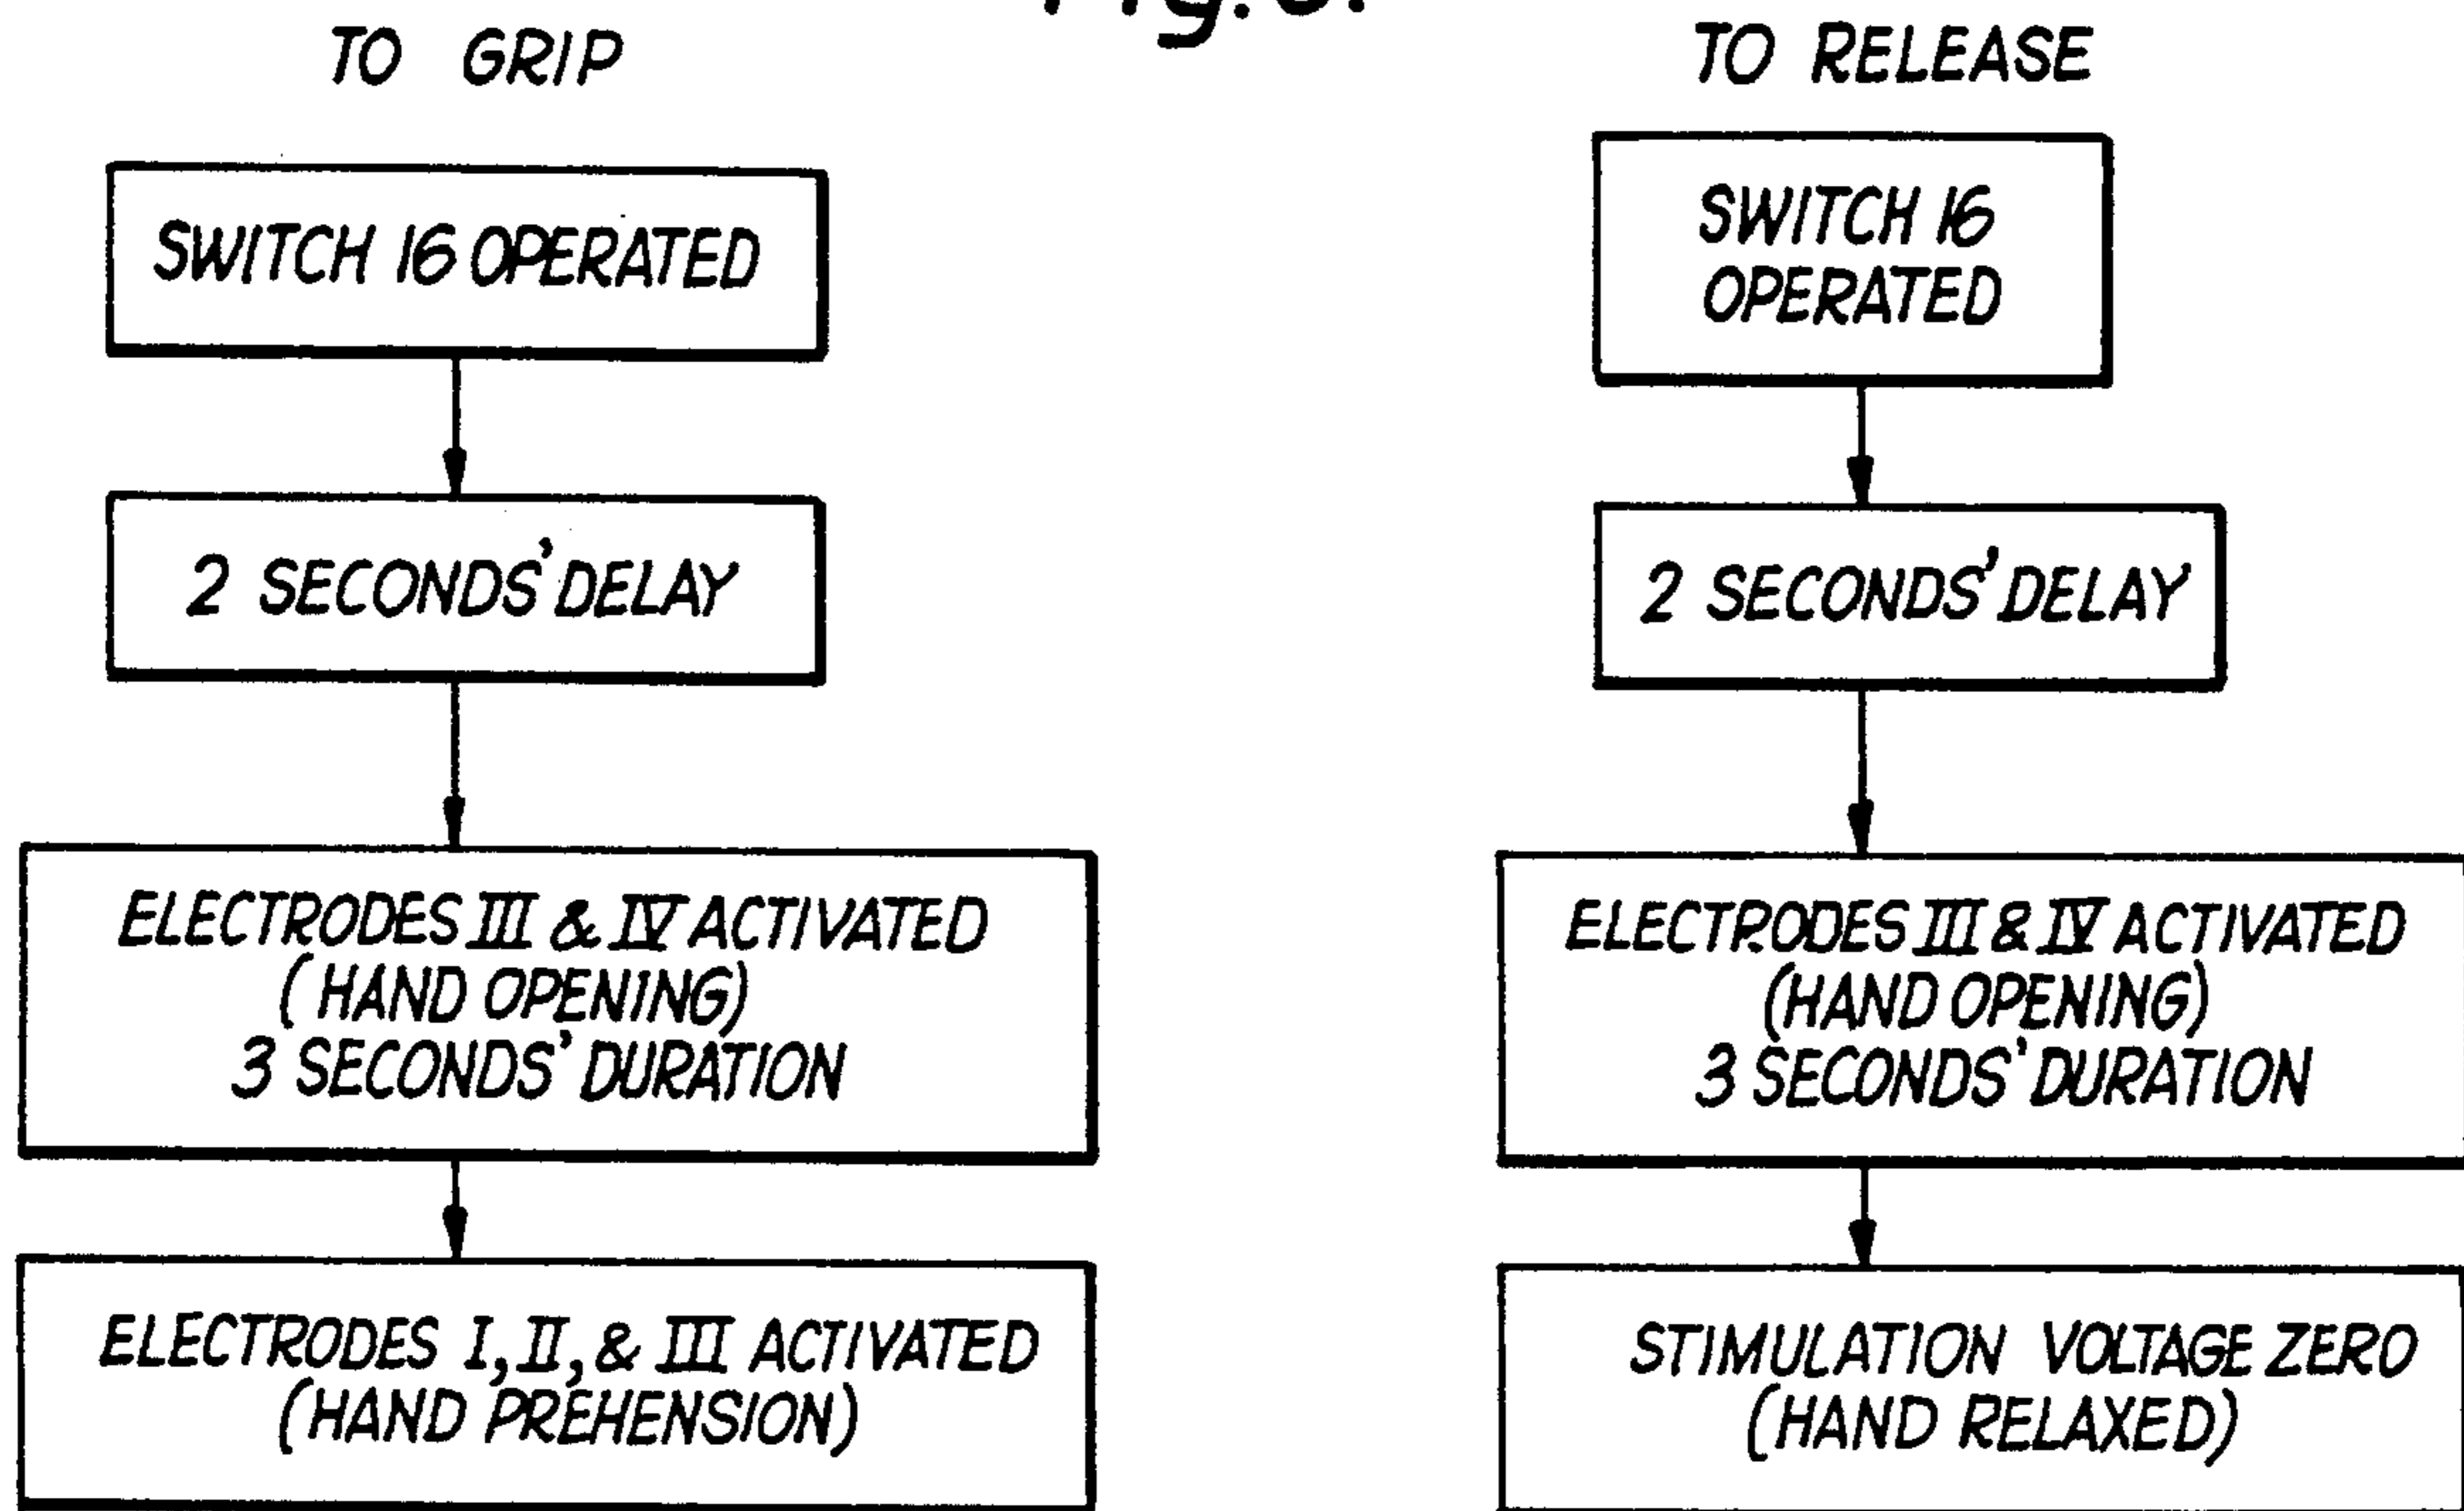 TO GRIP
SWITCH 16 OPERATED
2 SECONDS' DELAY
ELECTRODES III & IV ACTIVATED
(HAND OPENING)
3 SECONDS' DURATION
ELECTRODES I, II, & III ACTIVATED
(HAND PREHENSION)
TO RELEASE
SWITCH 16
OPERATED
2 SECONDS' DELAY
ELECTRODES III & IV ACTIVATED
(HAND OPENING)
3 SECONDS' DURATION
STIMULATION VOLTAGE ZERO
(HAND RELAXED)